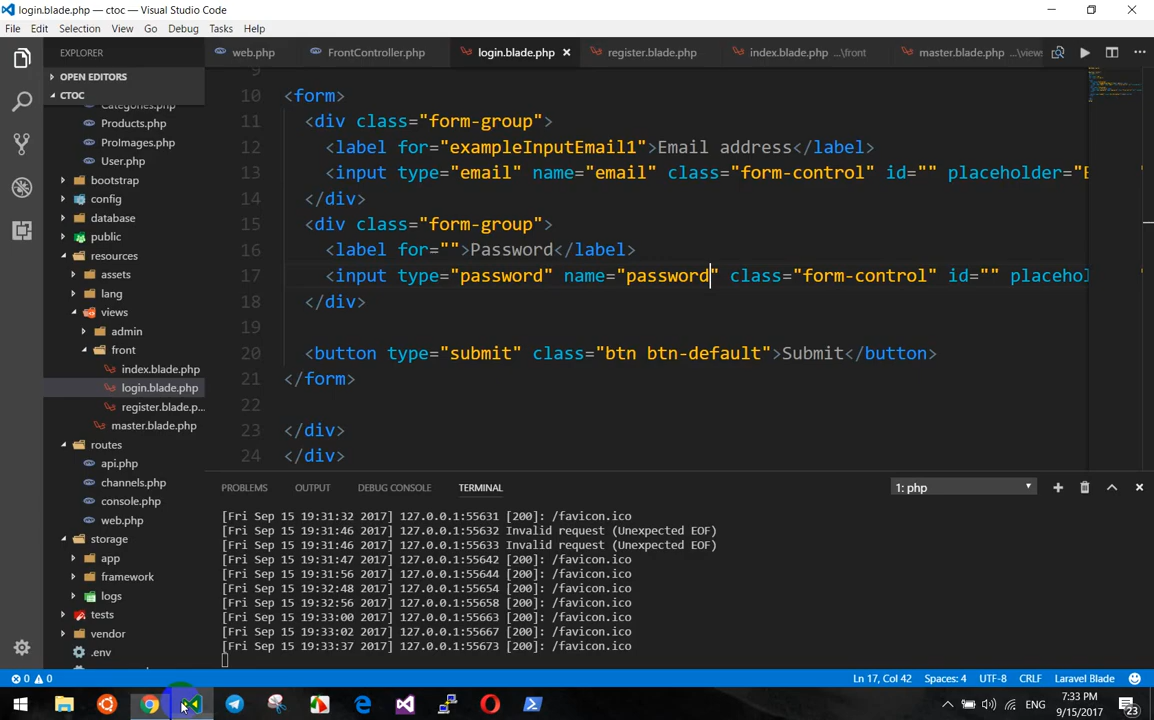 login.blade.php — ctoc — Visual Studio Code
File Edit Selection View Go Debug Tasks Help
EXPLORER
web.php FrontController.php login.blade.php register.blade.php index.blade.php ...\front master.blade.php ...\views
OPEN EDITORS
CTOC
Categories.php
Products.php
ProImages.php
User.php
bootstrap
config
database
public
resources
assets
lang
views
admin
front
index.blade.php
login.blade.php
register.blade.p...
master.blade.php
routes
api.php
channels.php
console.php
web.php
storage
app
framework
logs
tests
vendor
.env
9
10 <form>
11 <div class="form-group">
12 <label for="exampleInputEmail1">Email address</label>
13 <input type="email" name="email" class="form-control" id="" placeholder="E
14 </div>
15 <div class="form-group">
16 <label for="">Password</label>
17 <input type="password" name="password" class="form-control" id="" placehol
18 </div>
19
20 <button type="submit" class="btn btn-default">Submit</button>
21 </form>
22
23 </div>
24 </div>
PROBLEMS OUTPUT DEBUG CONSOLE TERMINAL 1: php
[Fri Sep 15 19:31:32 2017] 127.0.0.1:55631 [200]: /favicon.ico
[Fri Sep 15 19:31:46 2017] 127.0.0.1:55632 Invalid request (Unexpected EOF)
[Fri Sep 15 19:31:46 2017] 127.0.0.1:55633 Invalid request (Unexpected EOF)
[Fri Sep 15 19:31:47 2017] 127.0.0.1:55642 [200]: /favicon.ico
[Fri Sep 15 19:31:56 2017] 127.0.0.1:55644 [200]: /favicon.ico
[Fri Sep 15 19:32:48 2017] 127.0.0.1:55654 [200]: /favicon.ico
[Fri Sep 15 19:32:56 2017] 127.0.0.1:55658 [200]: /favicon.ico
[Fri Sep 15 19:33:00 2017] 127.0.0.1:55663 [200]: /favicon.ico
[Fri Sep 15 19:33:02 2017] 127.0.0.1:55667 [200]: /favicon.ico
[Fri Sep 15 19:33:37 2017] 127.0.0.1:55673 [200]: /favicon.ico
0 0 Ln 17, Col 42 Spaces: 4 UTF-8 CRLF Laravel Blade
ENG 7:33 PM
9/15/2017 23